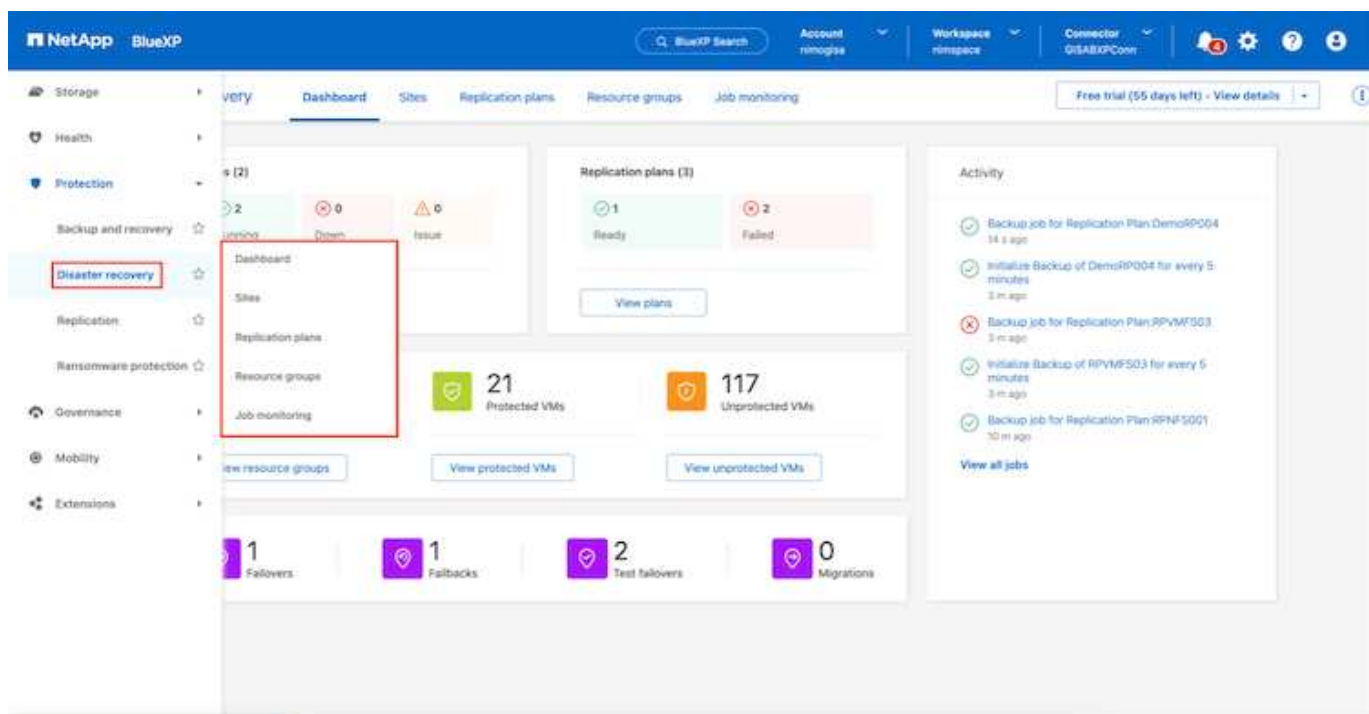 NetApp BlueXP
BlueXP Search
Account
nimogisa
Workspace
nimspace
Connector
GISABXPConn
4
Storage
Health
Protection
Backup and recovery
Disaster recovery
Replication
Ransomware protection
Governance
Mobility
Extensions
very
Dashboard
Sites
Replication plans
Resource groups
Job monitoring
Free trial (55 days left) - View details
s (2)
2
unning
0
Down
0
Issue
Dashboard
Sites
Replication plans
Resource groups
Job monitoring
Replication plans (3)
1
Ready
2
Failed
View plans
21
Protected VMs
117
Unprotected VMs
ew resource groups
View protected VMs
View unprotected VMs
1
Failovers
1
Failbacks
2
Test failovers
0
Migrations
Activity
Backup job for Replication Plan:DemoRP004
14 s ago
Initialize Backup of DemoRP004 for every 5
minutes
3 m ago
Backup job for Replication Plan:RPVMFS03
3 m ago
Initialize Backup of RPVMFS03 for every 5
minutes
3 m ago
Backup job for Replication Plan:RPNFS001
10 m ago
View all jobs